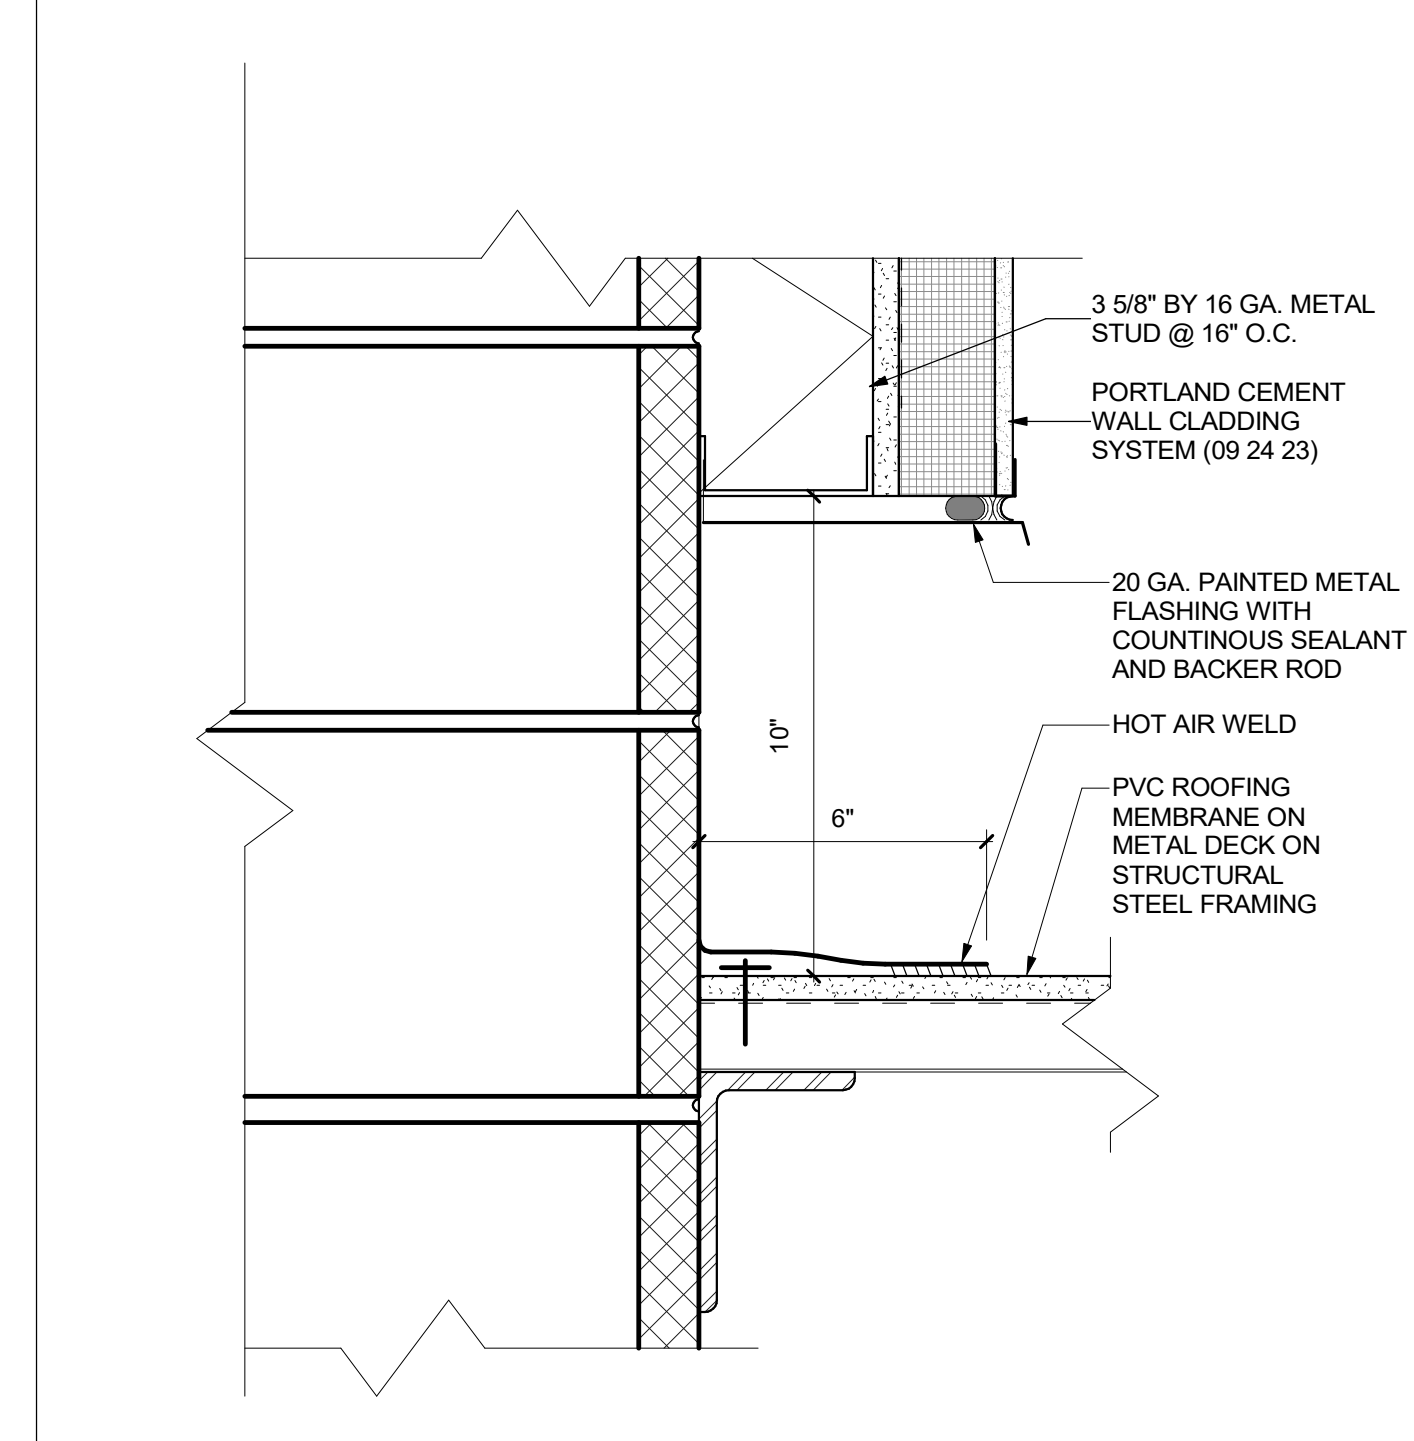 3 5/8" BY 16 GA. METAL
STUD @ 16" O.C.
PORTLAND CEMENT
WALL CLADDING
SYSTEM (09 24 23)
20 GA. PAINTED METAL
FLASHING WITH
COUNTINOUS SEALANT
AND BACKER ROD
HOT AIR WELD
10"
6"
PVC ROOFING
MEMBRANE ON
METAL DECK ON
STRUCTURAL
STEEL FRAMING